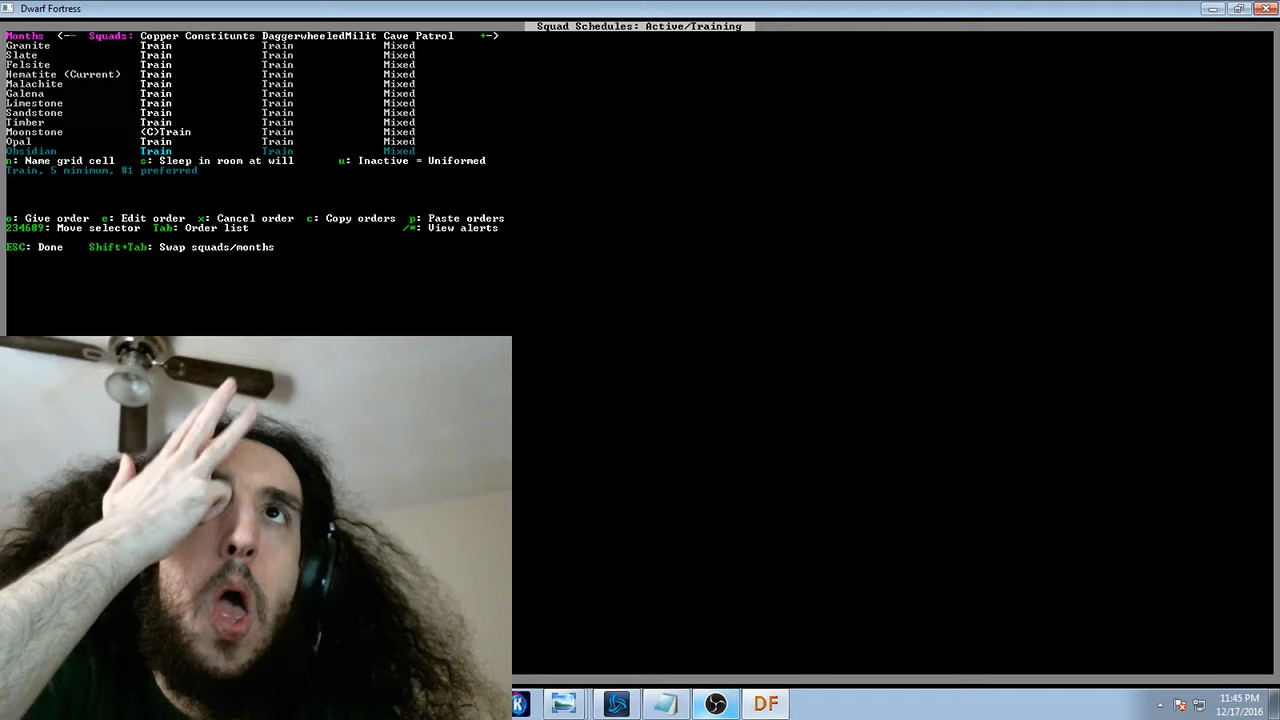 Dwarf Fortress
Squad Schedules: Active/Training
Months <-- Squads: Copper Constitunts DaggerwheeledMilit Cave Patrol +->
Granite Train Train Mixed
Slate Train Train Mixed
Felsite Train Train Mixed
Hematite (Current) Train Train Mixed
Malachite Train Train Mixed
Galena Train Train Mixed
Limestone Train Train Mixed
Sandstone Train Train Mixed
Timber Train Train Mixed
Moonstone (C)Train Train Mixed
Opal Train Train Mixed
Obsidian Train Train Mixed
n: Name grid cell s: Sleep in room at will u: Inactive = Uniformed
Train, 5 minimum, #1 preferred
o: Give order e: Edit order x: Cancel order c: Copy orders p: Paste orders
234689: Move selector Tab: Order list /*: View alerts
ESC: Done Shift+Tab: Swap squads/months
K
DF
11:45 PM
12/17/2016